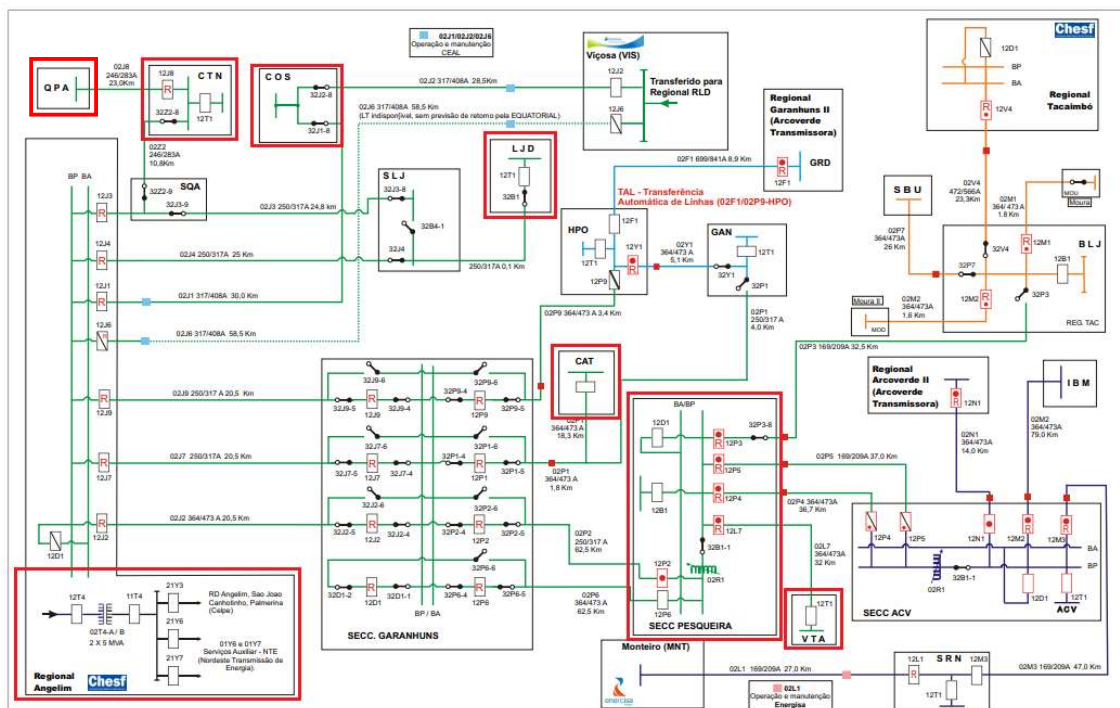 02J8
246/283A
23,0Km
QPA
CTN
12J8
R
12T1
32Z2-8
02Z2
246/283A
10,8Km
COS
32J2-8
32J1-8
02J1/02J2/02J6
Operação e manutenção
CEAL
02J2 317/408A 28,5Km
02J6 317/408A 58,5 Km
(LT indisponível, sem previsão de retorno pela EQUATORIAL)
Viçosa (VIS)
12J2
12J6
Transferido para
Regional RLD
Chesf
12D1
BP
BA
R
12V4
Regional
Tacaimbó
Regional
Garanhuns II
(Arcoverde
Transmissora)
02F1 699/841A 8,9 Km
R
12F1
GRD
TAL - Transferência
Automática de Linhas (02F1/02P9-HPO)
HPO
12F1
12T1
12Y1
R
12P9
02Y1
364/473 A
5,1 Km
GAN
12T1
32Y1
32P1
02P1
250/317 A
4,0 Km
02P9 364/473 A 3,4 Km
LJD
12T1
32B1
250/317A 0,1 Km
SLJ
32J3-8
32B4-1
32J4
SQA
32Z2-9
32J3-9
02J3 250/317A 24,8 km
02J4 250/317A 25 Km
02J1 317/408A 30,0 Km
02J6 317/408A 58,5 Km
BP BA
12J3
R
12J4
R
12J1
R
12J6
R
12J9
R
12J7
R
12J2
R
12D1
02J9 250/317 A 20,5 Km
02J7 250/317A 20,5 Km
02J2 364/473 A 20,5 Km
32J9-6
32P9-6
32J9-5
R
12J9
32J9-4
32P9-4
R
12P9
32P9-5
32J7-6
32P1-6
32J7-5
R
12J7
32J7-4
32P1-4
R
12P1
32P1-5
32J2-6
32P2-6
32J2-5
R
12J2
32J2-4
32P2-4
R
12P2
32P2-5
32P6-6
32D1-2
R
12D1
32D1-1
32P6-4
R
12P6
32P6-5
BP / BA
SECC. GARANHUNS
CAT
364/473 A
18,3 Km
02P1
364/473 A
1,8 Km
02P2
250/317 A
62,5 Km
02P6
364/473 A
62,5 Km
BA/BP
12D1
12B1
12P3
R
32P3-8
12P5
R
12P4
R
12L7
R
32B1-1
02R1
12P2
R
12P6
SECC PESQUEIRA
02P3 169/209A 32,5 Km
02P5 169/209A 37,0 Km
02P4 364/473A
36,7 Km
02L7
364/473A
32 Km
12T1
VTA
SBU
02P7
364/473A
26 Km
02V4
472/566A
23,3Km
02M1
364/ 473 A
1.8 Km
MOU
Moura
BLJ
32V4
12M1
R
12B1
32P7
12M2
R
32P3
REG. TAC
Moura II
MOD
02M2
364/473A
1,6 Km
Regional
Arcoverde II
(Arcoverde
Transmissora)
12N1
R
02N1
364/473A
14,0 Km
IBM
02M2
364/473A
79,0 Km
12P4
12P5
12N1
12M2
R
12M3
R
BA
BP
02R1
32B1-1
12D1
12T1
ACV
SECC ACV
12T4
11T4
02T4-A / B
2 X 5 MVA
21Y3
21Y6
21Y7
RD Angelim, Sao Joao
Canhotinho, Palmerina
(Celpe)
01Y6 e 01Y7
Serviços Auxiliar - NTE
(Nordeste Transmissão de
Energia).
Regional
Angelim
Chesf
Monteiro (MNT)
energisa
02L1 169/209A 27,0 Km
02L1
Operação e manutenção
Energisa
SRN
12L1
R
12M3
12T1
02M3 169/209A 47,0 Km